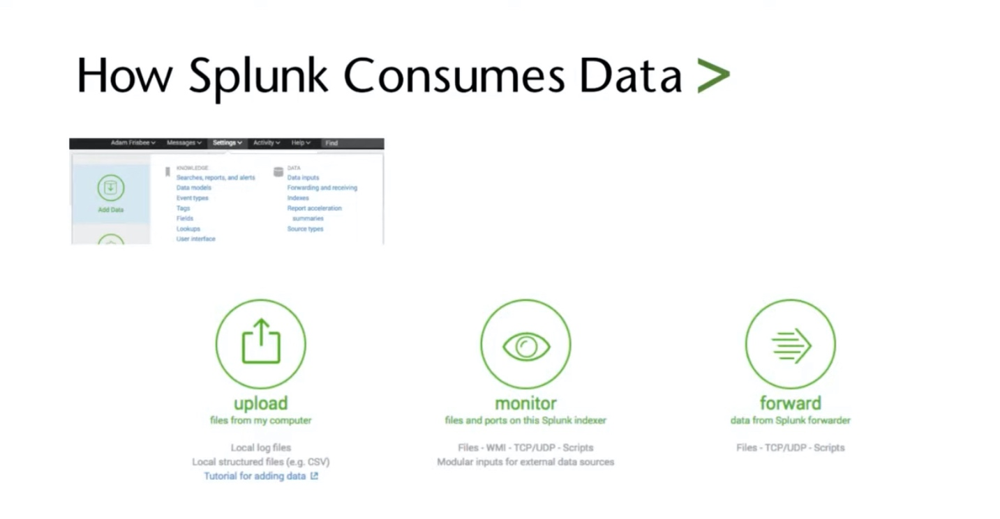 How Splunk Consumes Data >
Adam Frisbee Messages Settings Activity Help Find
Add Data
KNOWLEDGE
Searches, reports, and alerts
Data models
Event types
Tags
Fields
Lookups
User interface
DATA
Data inputs
Forwarding and receiving
Indexes
Report acceleration
summaries
Source types
upload
files from my computer
Local log files
Local structured files (e.g. CSV)
Tutorial for adding data
monitor
files and ports on this Splunk indexer
Files - WMI - TCP/UDP - Scripts
Modular inputs for external data sources
forward
data from Splunk forwarder
Files - TCP/UDP - Scripts